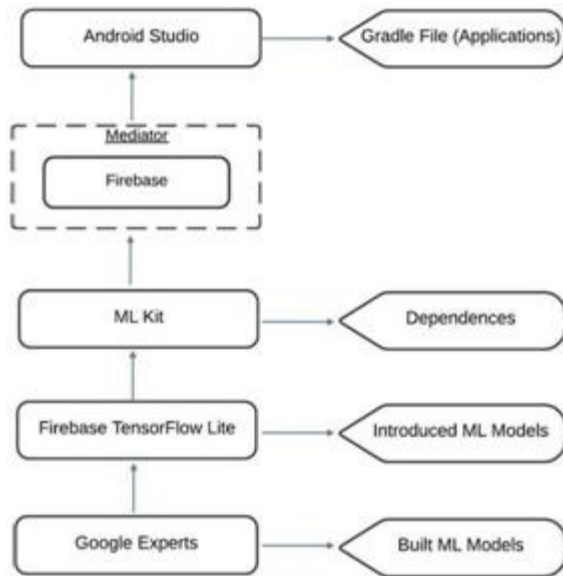 Android Studio
Gradle File (Applications)
Mediator
Firebase
ML Kit
Dependences
Firebase TensorFlow Lite
Introduced ML Models
Google Experts
Built ML Models